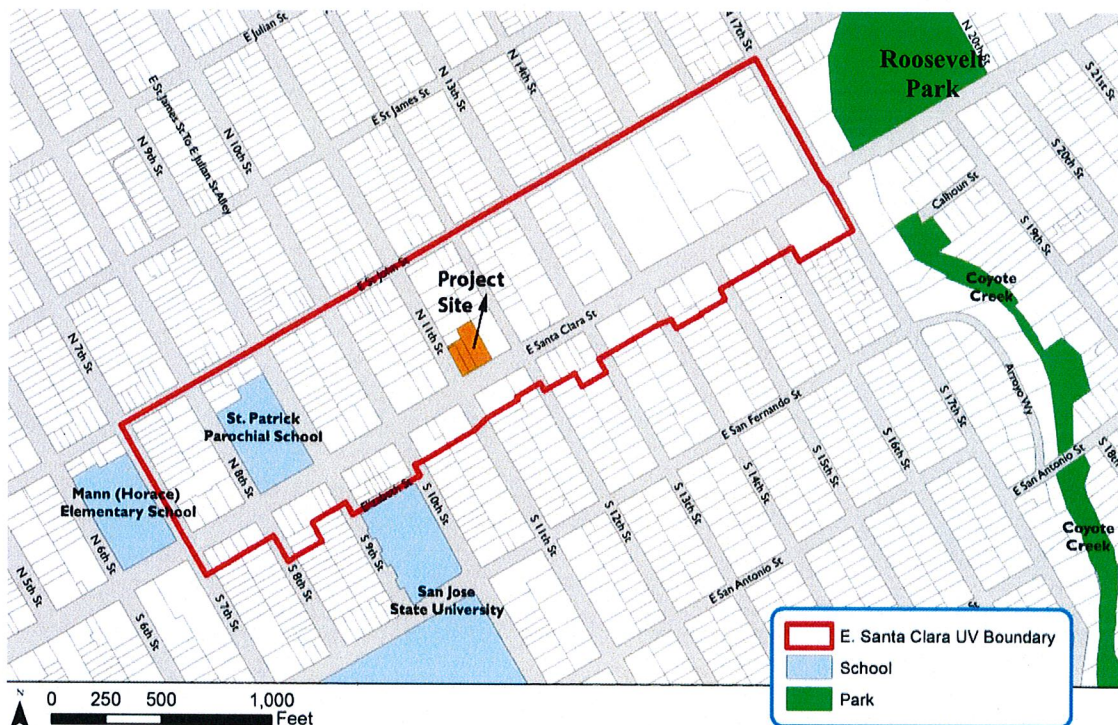 E Julian St
N 14th St
N 17th St
N 20th St
Roosevelt
Park
S 21st St
N 13th St
E St James St
E St James St To E Julian St Alley
N 10th St
N 9th St
S 20th St
Calhoun St
S 19th St
E St John St
Project
Site
Coyote
Creek
N 11th St
E Santa Clara St
N 7th St
Arroyo Wy
St. Patrick
Parochial School
E San Fernando St
S 17th St
S 16th St
S 18th
N 8th St
Mann (Horace)
Elementary School
Elizabeth St
S 10th St
S 15th St
E San Antonio St
S 14th St
S 13th St
S 12th St
S 11th St
Coyote
Creek
N 6th St
N 5th St
S 9th St
S 8th St
S 7th St
S 6th St
San Jose
State University
E San Antonio St
St
E. Santa Clara UV Boundary
School
Park
N
0 250 500 1,000
Feet